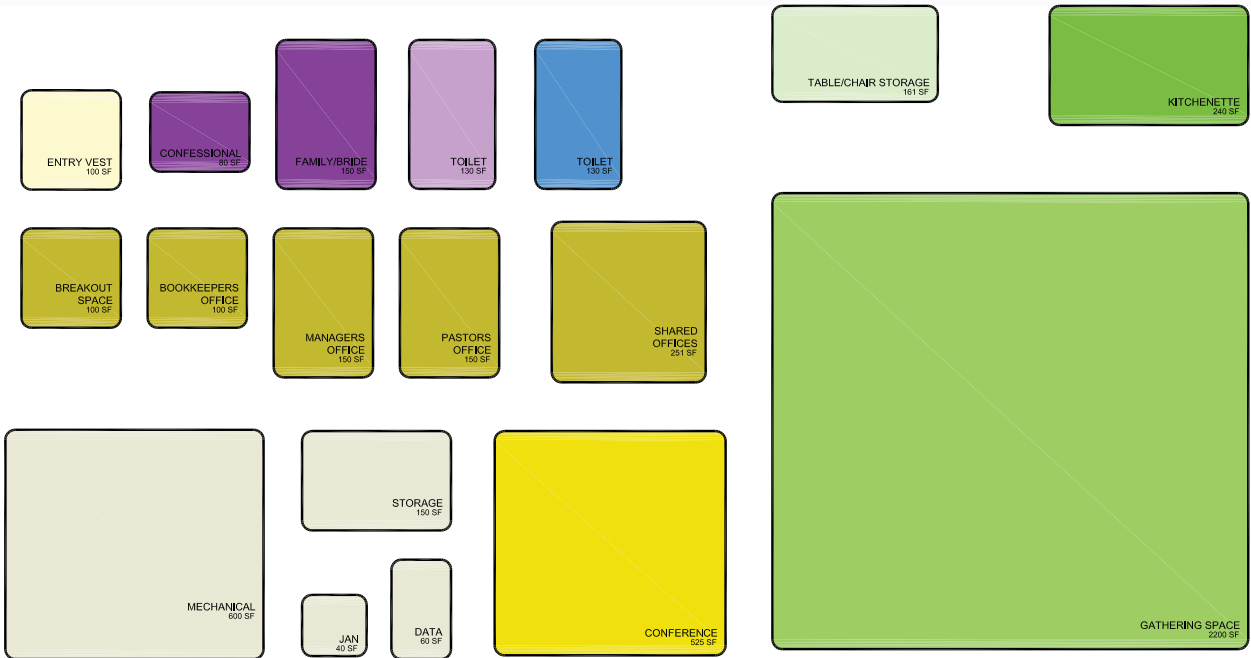 TABLE/CHAIR STORAGE
161 SF
KITCHENETTE
240 SF
ENTRY VEST
100 SF
CONFESSIONAL
80 SF
FAMILY/BRIDE
150 SF
TOILET
130 SF
TOILET
130 SF
BREAKOUT
SPACE
100 SF
BOOKKEEPERS
OFFICE
100 SF
MANAGERS
OFFICE
150 SF
PASTORS
OFFICE
150 SF
SHARED
OFFICES
251 SF
MECHANICAL
600 SF
STORAGE
150 SF
JAN
40 SF
DATA
60 SF
CONFERENCE
525 SF
GATHERING SPACE
2200 SF